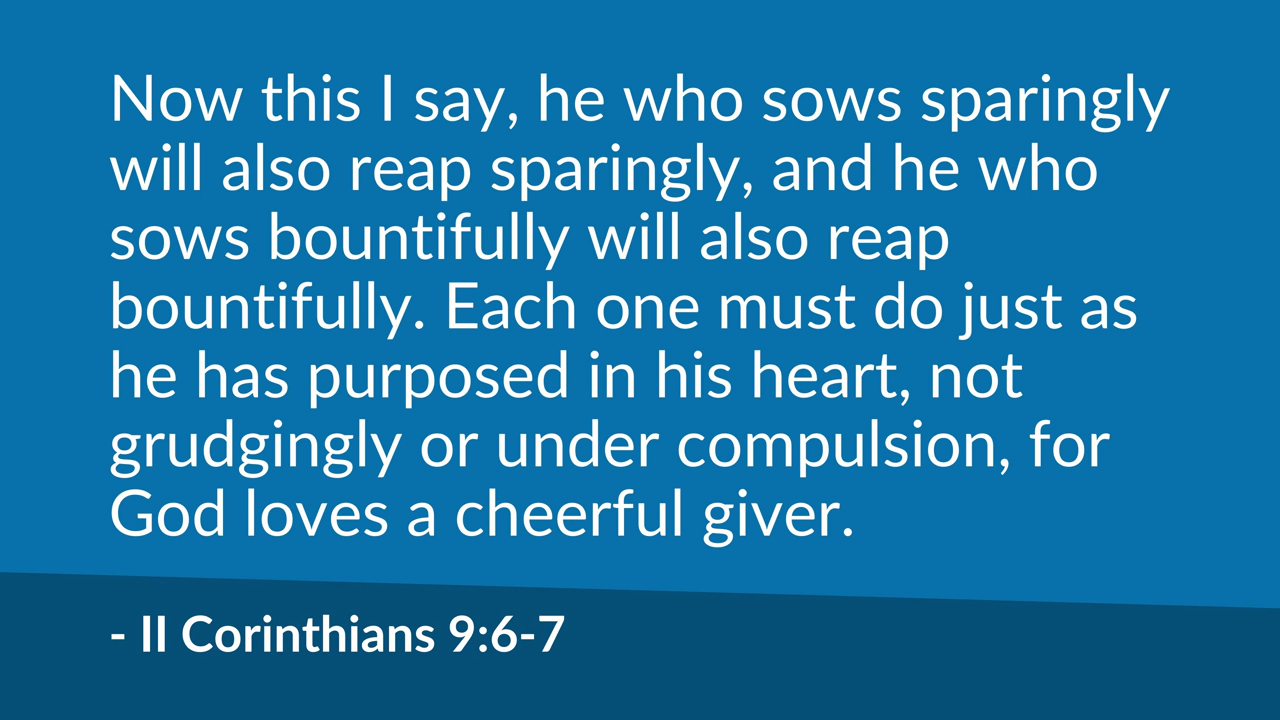 Now this I say, he who sows sparingly
will also reap sparingly, and he who
sows bountifully will also reap
bountifully. Each one must do just as
he has purposed in his heart, not
grudgingly or under compulsion, for
God loves a cheerful giver.
- II Corinthians 9:6-7